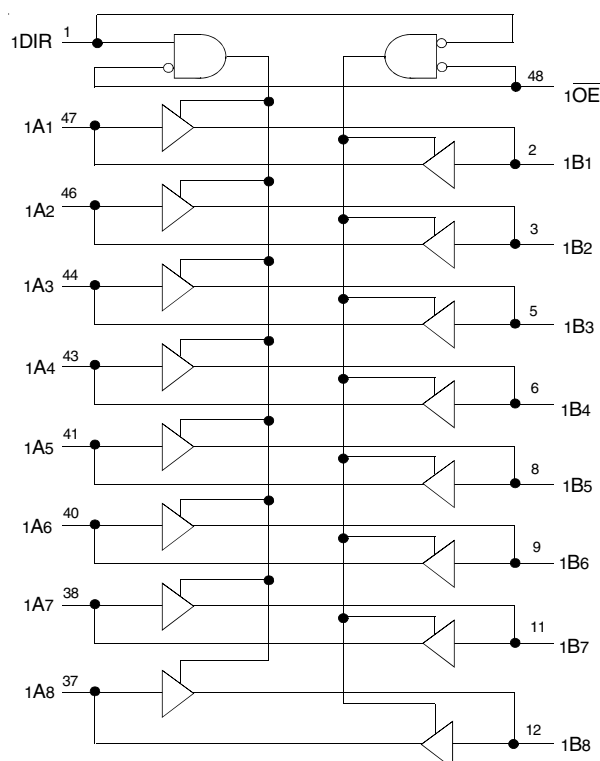 1DIR 1
48 1O̅E̅
1A1 47
2 1B1
1A2 46
3 1B2
1A3 44
5 1B3
1A4 43
6 1B4
1A5 41
8 1B5
1A6 40
9 1B6
1A7 38
11 1B7
1A8 37
12 1B8